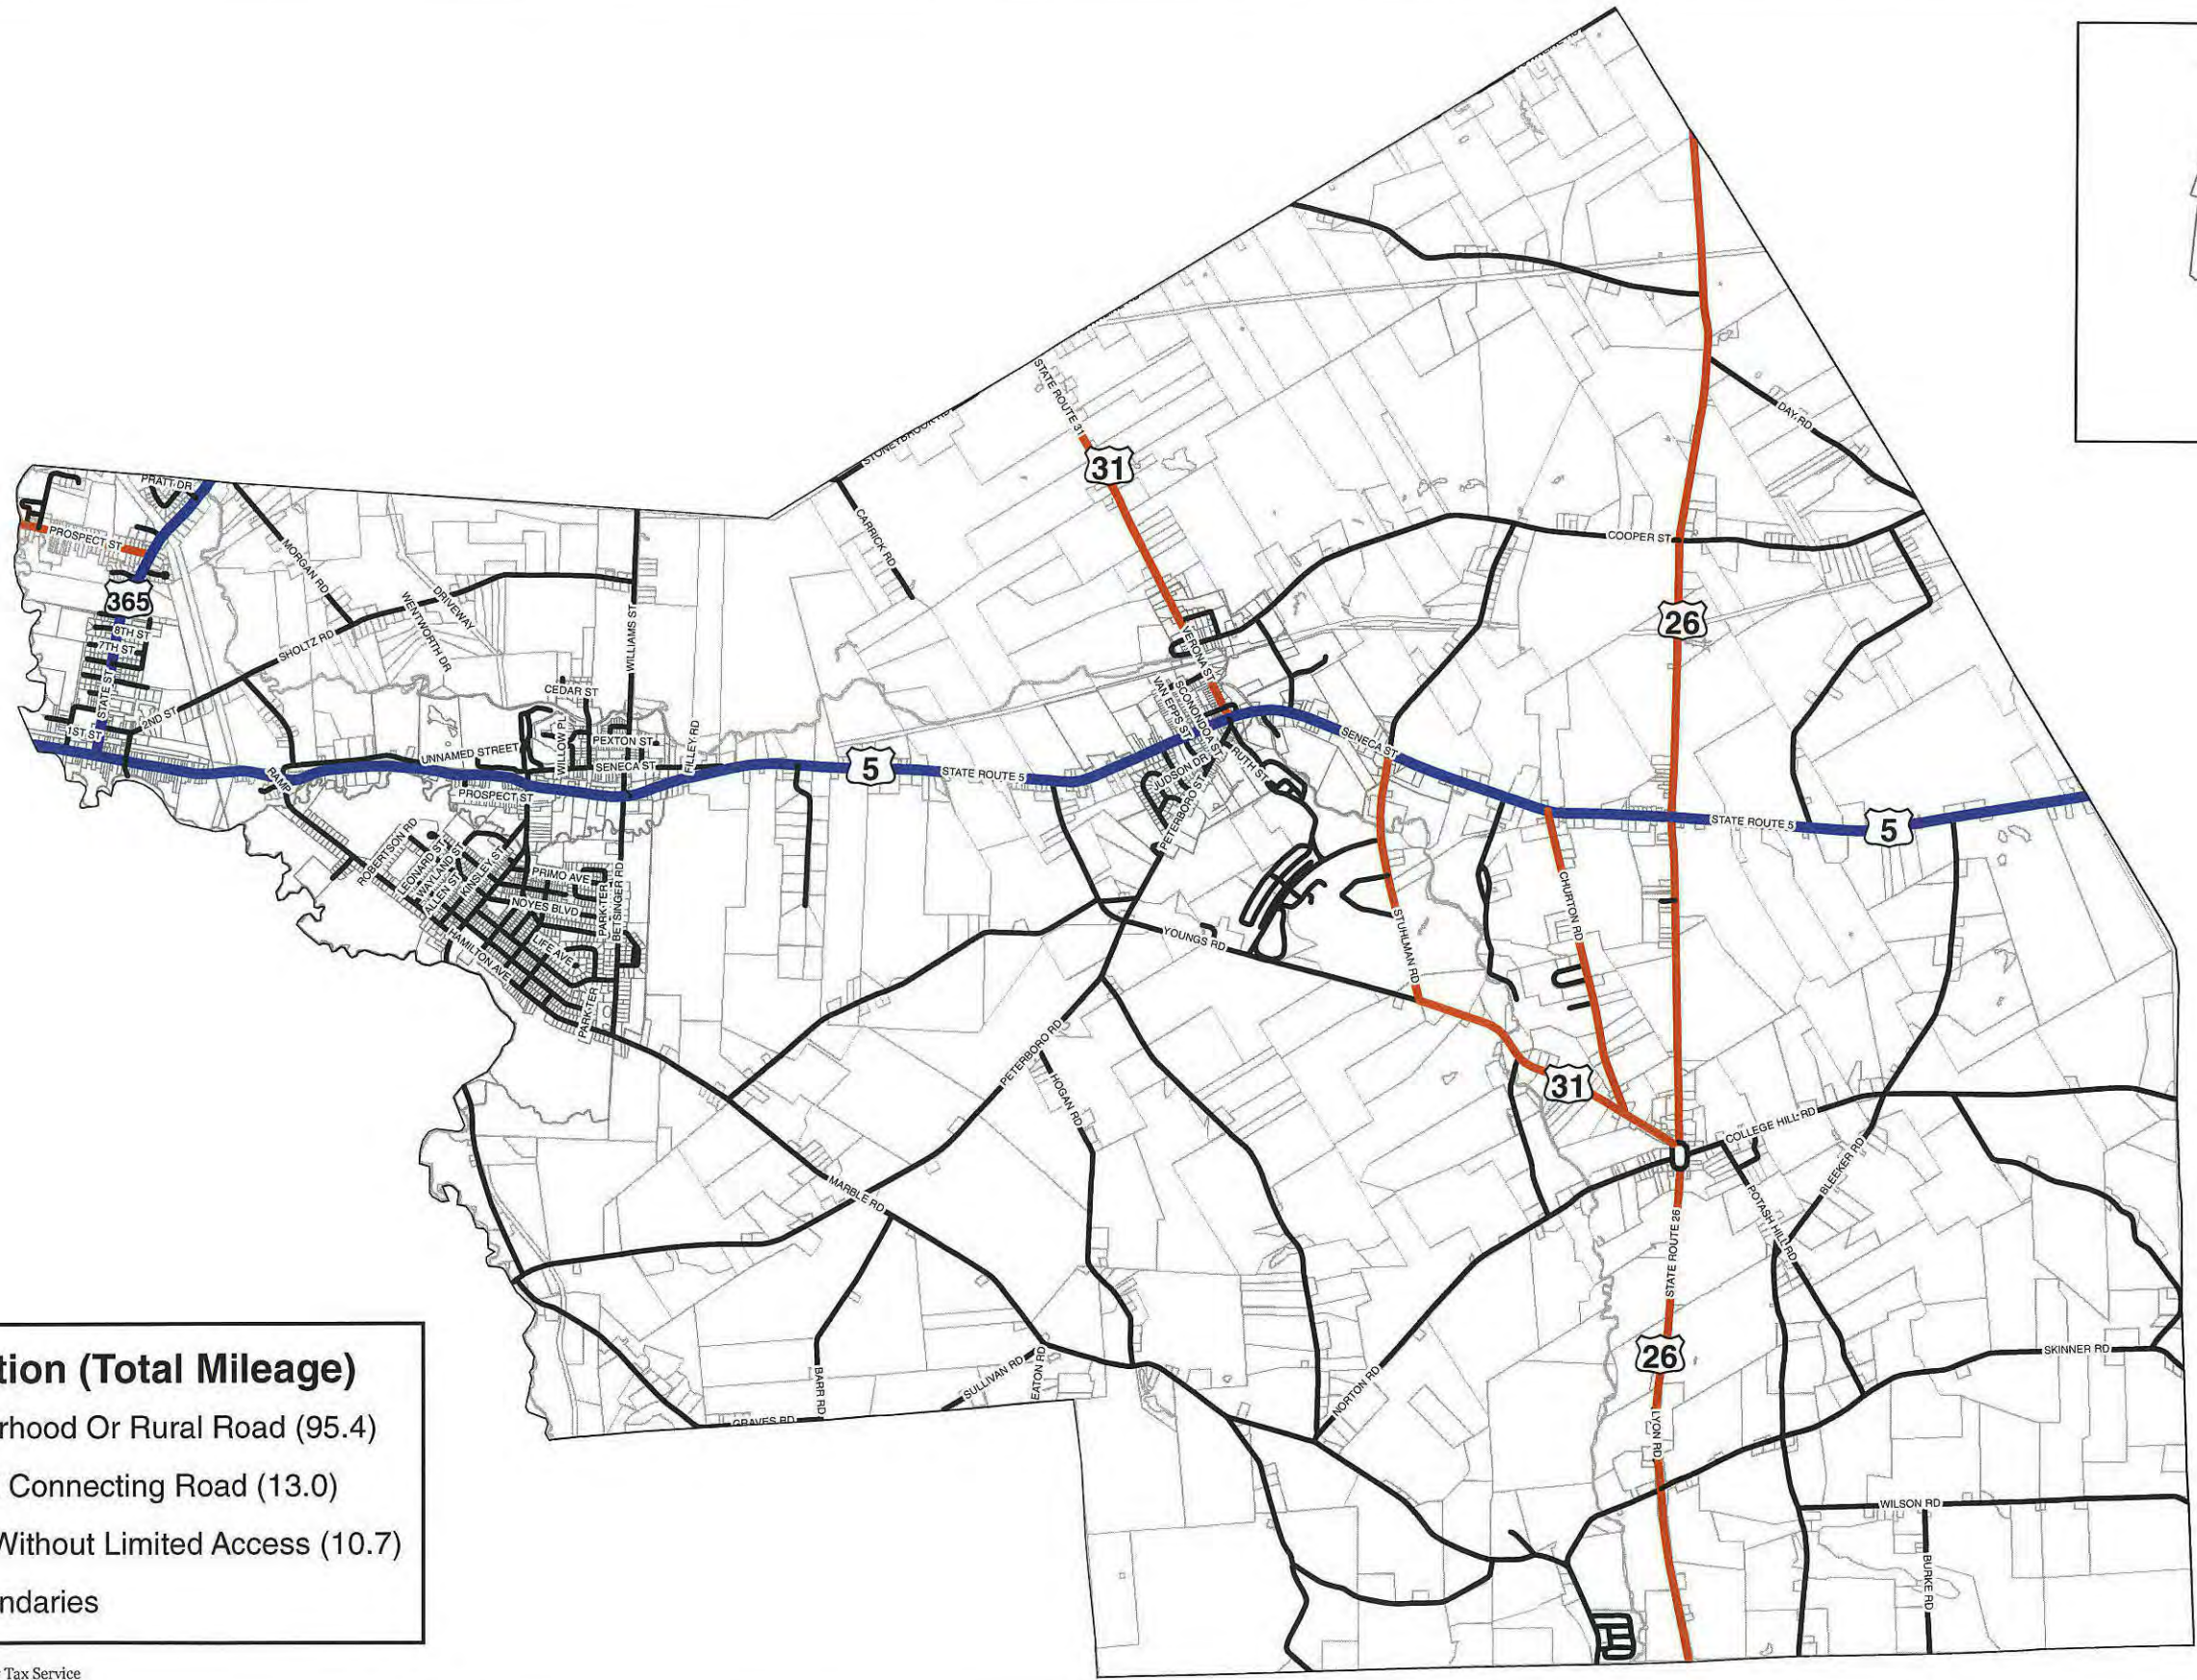 STATE ROUTE 31
31
STONEYBROOK RD
CARRICK RD
DAY RD
COOPER ST
26
PRATT DR
PROSPECT ST
365
8TH ST
7TH ST
STATE ST
1ST ST
2ND ST
MORGAN RD
SHOLTZ RD
DRIVEWAY
WENTWORTH DR
WILLIAMS ST
CEDAR ST
WILLOW PL
PEXTON ST
UNNAMED STREET
SENECA ST
FILLEY RD
RAMP
PROSPECT ST
5
STATE ROUTE 5
VERONA ST
SCONONDOA ST
VAN EPPS ST
RUTH ST
JUDSON DR
PETERBORO ST
SENECA ST
STATE ROUTE 5
5
ROBERTSON RD
LEONARD ST
WAYLAND ST
ALLEN ST
KINSLEY ST
PRIMO AVE
NOYES BLVD
PARK TER
BETSINGER RD
LIFE AVE
HAMILTON AVE
PARK TER
YOUNGS RD
STUHLMAN RD
CHURTON RD
PETERBORO RD
HOGAN RD
31
COLLEGE HILL RD
BLEEKER RD
POTASH HILL RD
MARBLE RD
STATE ROUTE 26
26
LYON RD
NORTON RD
SKINNER RD
BARR RD
SULLIVAN RD
EATON RD
GRAVES RD
WILSON RD
BURKE RD
tion (Total Mileage)
rhood Or Rural Road (95.4)
Connecting Road (13.0)
Without Limited Access (10.7)
ndaries
Tax Service